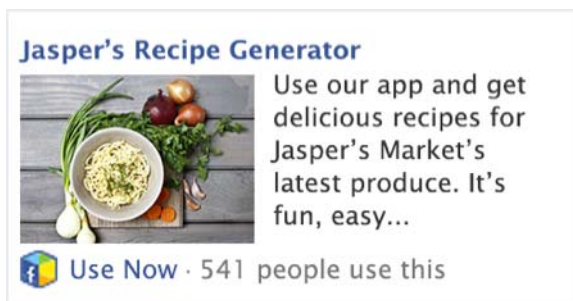 Jasper's Recipe Generator
Use our app and get
delicious recipes for
Jasper's Market's
latest produce. It's
fun, easy...
Use Now · 541 people use this